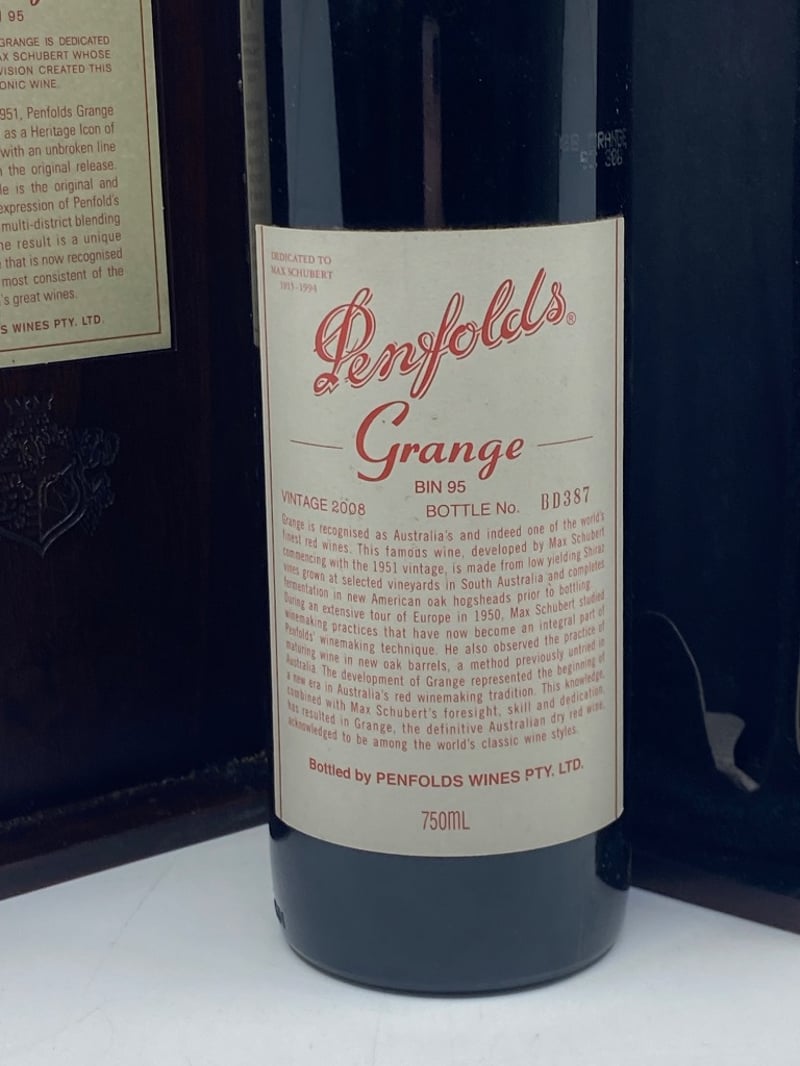 95
GRANGE IS DEDICATED
SCHUBERT WHOSE
VISION CREATED THIS
WINE.
951, Penfolds Grange
as a Heritage Icon of
with an unbroken line
the original release.
is the original and
expression of Penfold's
multi-district blending
result is a unique
that is now recognised
most consistent of the
's great wines.
WINES PTY. LTD.
DEDICATED TO
MAX SCHUBERT
1915-1994
Penfolds®
Grange
BIN 95
VINTAGE 2008 BOTTLE No. BD387
Grange is recognised as Australia's and indeed one of the world's
finest red wines. This famous wine, developed by Max Schubert
commencing with the 1951 vintage, is made from low yielding Shiraz
vines grown at selected vineyards in South Australia and completes
fermentation in new American oak hogsheads prior to bottling.
During an extensive tour of Europe in 1950, Max Schubert studied
winemaking practices that have now become an integral part of
Penfolds' winemaking technique. He also observed the practice of
maturing wine in new oak barrels, a method previously untried in
Australia. The development of Grange represented the beginning of
a new era in Australia's red winemaking tradition. This knowledge,
combined with Max Schubert's foresight, skill and dedication,
has resulted in Grange, the definitive Australian dry red wine,
acknowledged to be among the world's classic wine styles.
Bottled by PENFOLDS WINES PTY. LTD.
750ML